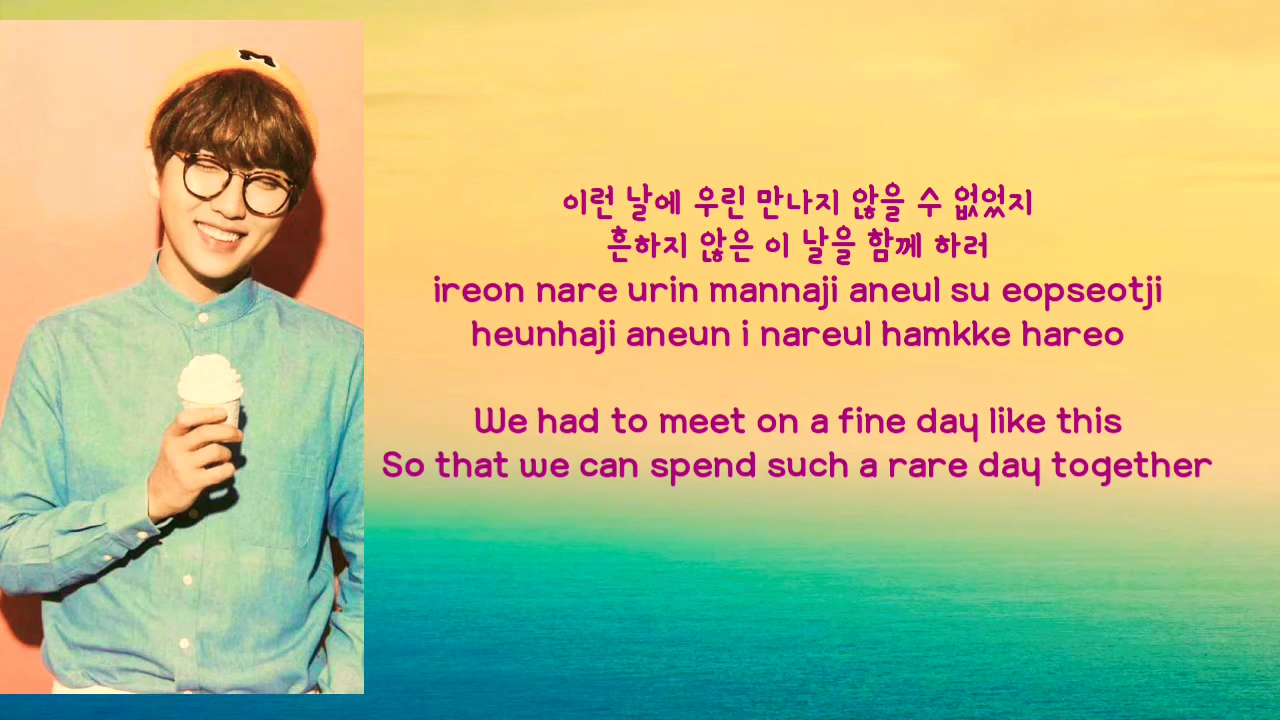 이런 날에 우린 만나지 않을 수 없었지
흔하지 않은 이 날을 함께 하러
ireon nare urin mannaji aneul su eopseotji
heunhaji aneun i nareul hamkke hareo
We had to meet on a fine day like this
So that we can spend such a rare day together